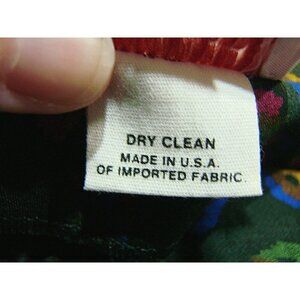 DRY CLEAN
MADE IN U.S.A.
OF IMPORTED FABRIC.